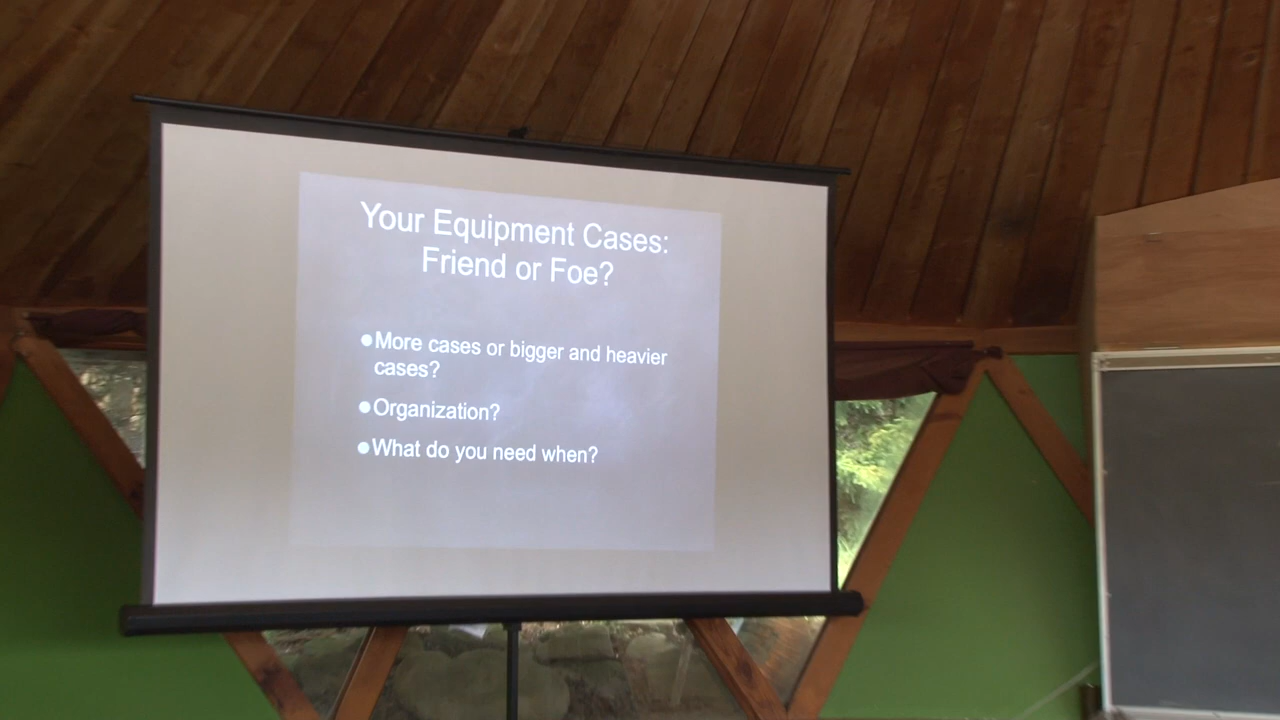 Your Equipment Cases:
Friend or Foe?
●More cases or bigger and heavier
cases?
●Organization?
●What do you need when?